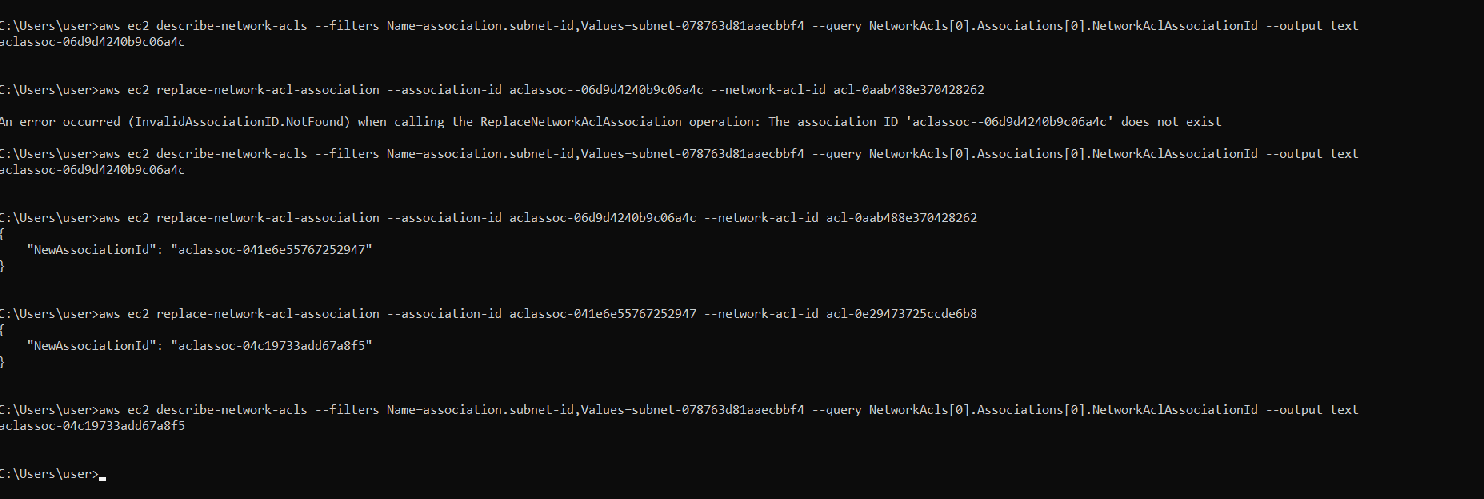 C:\Users\user>aws ec2 describe-network-acls --filters Name=association.subnet-id,Values=subnet-078763d81aaecbbf4 --query NetworkAcls[0].Associations[0].NetworkAclAssociationId --output text
aclassoc-06d9d4240b9c06a4c
C:\Users\user>aws ec2 replace-network-acl-association --association-id aclassoc--06d9d4240b9c06a4c --network-acl-id acl-0aab488e370428262
An error occurred (InvalidAssociationID.NotFound) when calling the ReplaceNetworkAclAssociation operation: The association ID 'aclassoc--06d9d4240b9c06a4c' does not exist
C:\Users\user>aws ec2 describe-network-acls --filters Name=association.subnet-id,Values=subnet-078763d81aaecbbf4 --query NetworkAcls[0].Associations[0].NetworkAclAssociationId --output text
aclassoc-06d9d4240b9c06a4c
C:\Users\user>aws ec2 replace-network-acl-association --association-id aclassoc-06d9d4240b9c06a4c --network-acl-id acl-0aab488e370428262
{
    "NewAssociationId": "aclassoc-041e6e55767252947"
}
C:\Users\user>aws ec2 replace-network-acl-association --association-id aclassoc-041e6e55767252947 --network-acl-id acl-0e29473725ccde6b8
{
    "NewAssociationId": "aclassoc-04c19733add67a8f5"
}
C:\Users\user>aws ec2 describe-network-acls --filters Name=association.subnet-id,Values=subnet-078763d81aaecbbf4 --query NetworkAcls[0].Associations[0].NetworkAclAssociationId --output text
aclassoc-04c19733add67a8f5
C:\Users\user>